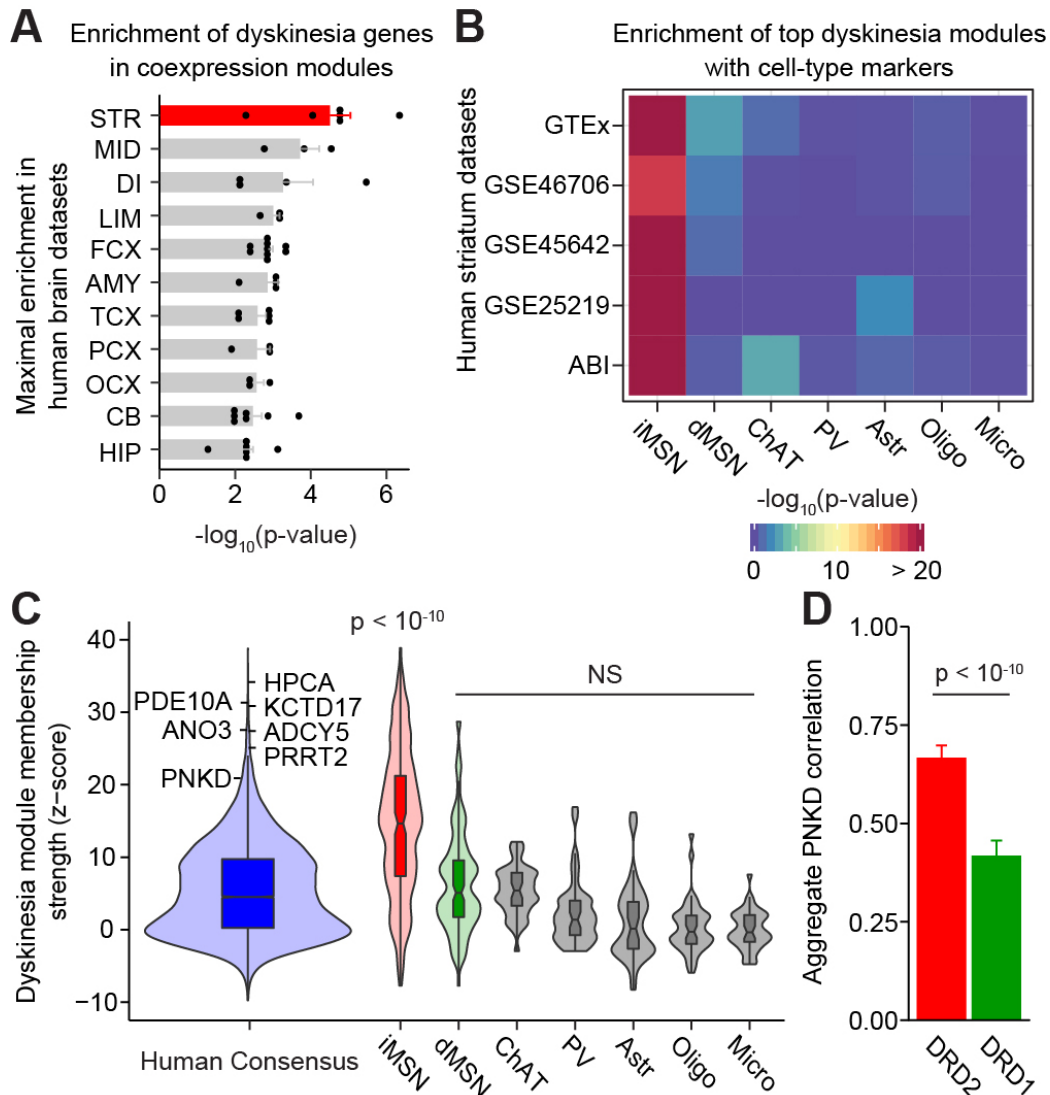 A
Enrichment of dyskinesia genes
in coexpression modules
Maximal enrichment in
human brain datasets
STR
MID
DI
LIM
FCX
AMY
TCX
PCX
OCX
CB
HIP
0 2 4 6
-log10(p-value)
B
Enrichment of top dyskinesia modules
with cell-type markers
Human striatum datasets
GTEx
GSE46706
GSE45642
GSE25219
ABI
iMSN dMSN ChAT PV Astr Oligo Micro
-log10(p-value)
0 10 > 20
C
Dyskinesia module membership
strength (z−score)
40
30
20
10
0
−10
p < 10-10
NS
HPCA
PDE10A
KCTD17
ANO3
ADCY5
PRRT2
PNKD
Human Consensus
iMSN dMSN ChAT PV Astr Oligo Micro
D
Aggregate PNKD correlation
1.00
0.75
0.50
0.25
0.00
p < 10-10
DRD2 DRD1